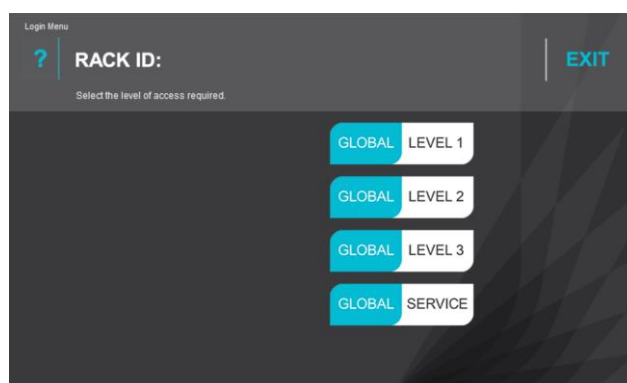 Login Menu
?
RACK ID:
EXIT
Select the level of access required.
GLOBAL LEVEL 1
GLOBAL LEVEL 2
GLOBAL LEVEL 3
GLOBAL SERVICE